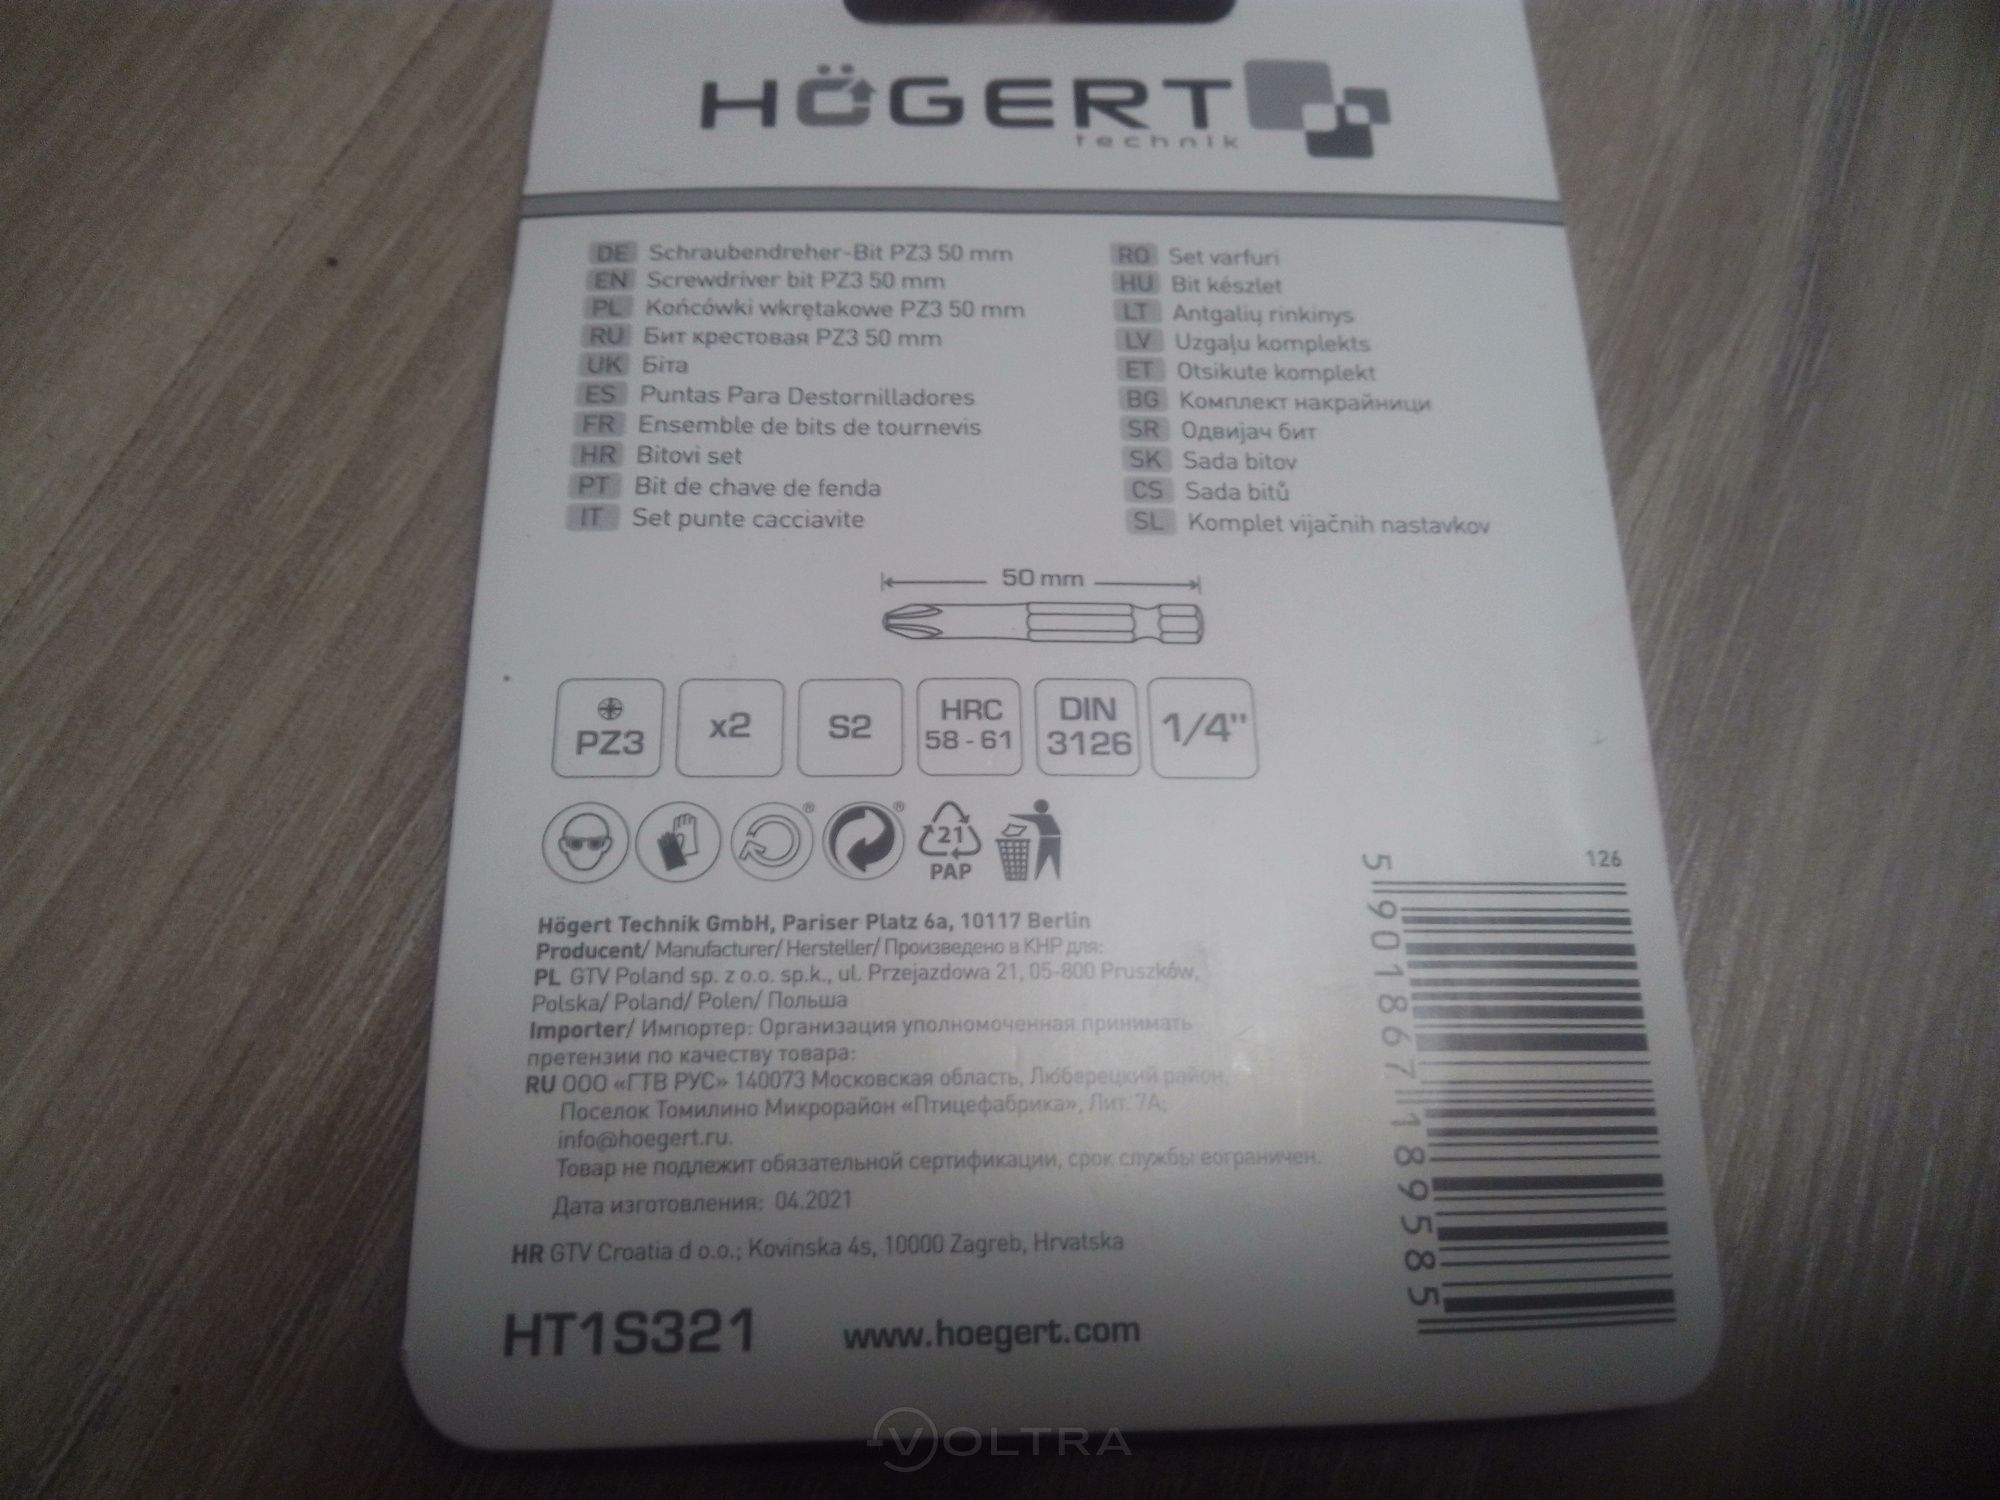 HÖGERT
technik
DE Schraubendreher-Bit PZ3 50 mm
EN Screwdriver bit PZ3 50 mm
PL Końcówki wkrętakowe PZ3 50 mm
RU Бит крестовая PZ3 50 mm
UK Біта
ES Puntas Para Destornilladores
FR Ensemble de bits de tournevis
HR Bitovi set
PT Bit de chave de fenda
IT Set punte cacciavite
RO Set varfuri
HU Bit készlet
LT Antgalių rinkinys
LV Uzgaļu komplekts
ET Otsikute komplekt
BG Комплект накрайници
SR Одвијач бит
SK Sada bitov
CS Sada bitů
SL Komplet vijačnih nastavkov
50 mm
PZ3
x2
S2
HRC
58 - 61
DIN
3126
1/4"
® ®
21
PAP
Högert Technik GmbH, Pariser Platz 6a, 10117 Berlin
Producent/ Manufacturer/ Hersteller/ Произведено в КНР для:
PL GTV Poland sp. z o.o. sp.k., ul. Przejazdowa 21, 05-800 Pruszków,
Polska/ Poland/ Polen/ Польша
Importer/ Импортер: Организация уполномоченная принимать
претензии по качеству товара:
RU ООО «ГТВ РУС» 140073 Московская область, Люберецкий район,
Поселок Томилино Микрорайон «Птицефабрика», Лит. 7А;
info@hoegert.ru.
Товар не подлежит обязательной сертификации, срок службы еограничен.
Дата изготовления: 04.2021
HR GTV Croatia d o.o.; Kovinska 4s, 10000 Zagreb, Hrvatska
HT1S321
www.hoegert.com
126
5 901867 189585
VOLTRA